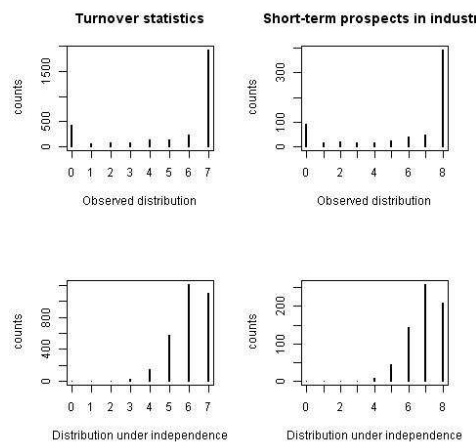 Turnover statistics
Short-term prospects in industr
counts
0 500 1500
0 1 2 3 4 5 6 7
Observed distribution
counts
0 100 300
0 2 4 6 8
Observed distribution
counts
0 400 800
0 1 2 3 4 5 6 7
Distribution under independence
counts
0 100 200
0 2 4 6 8
Distribution under independence